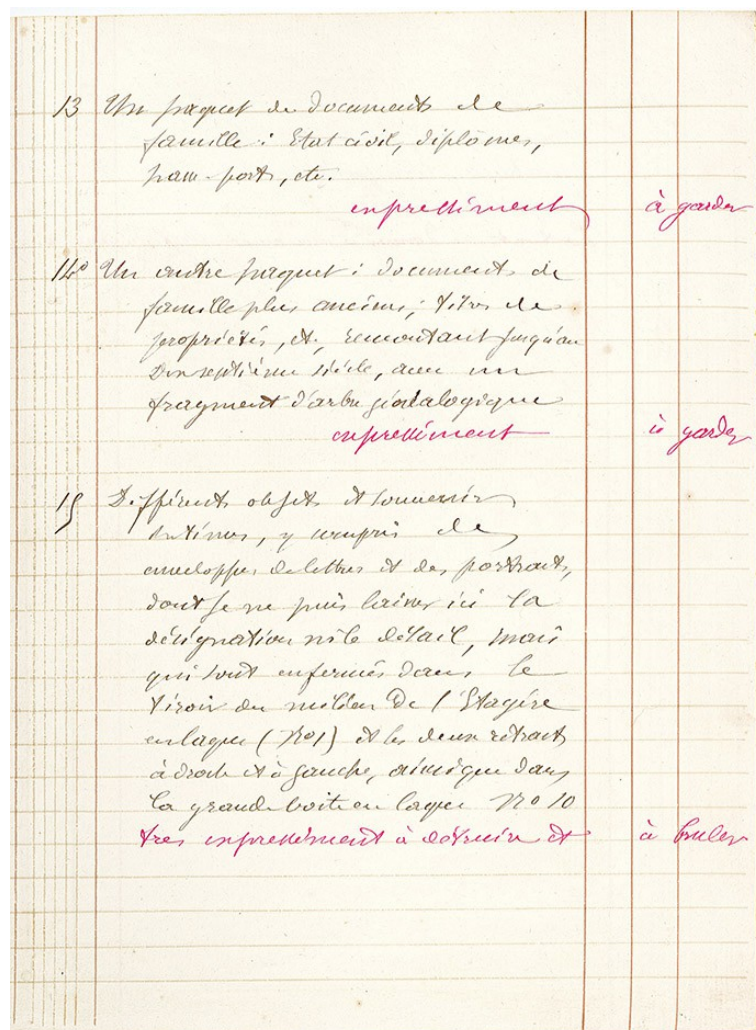 13 Un paquet de documents de
famille : Etat civil, diplômes,
passe-ports, etc.
expressément à garder
14º Un autre paquet : documents de
famille plus anciens ; titres de
propriétés, et, remontant jusqu'au
Dix septième siècle, avec un
fragment d'arbre généalogique
expressément à garder
15 Différents objets et souvenirs
intimes, y compris des
enveloppes de lettres et des portraits,
dont je ne puis laisser ici la
désignation ni le détail, mais
qui sont enfermés dans le
tiroir du milieu de l'Etagère
en laque (No 1) et les deux retraits
à droite et à gauche, ainsi que dans
la grande boite en laque No 10
très expressément à détruire et à bruler